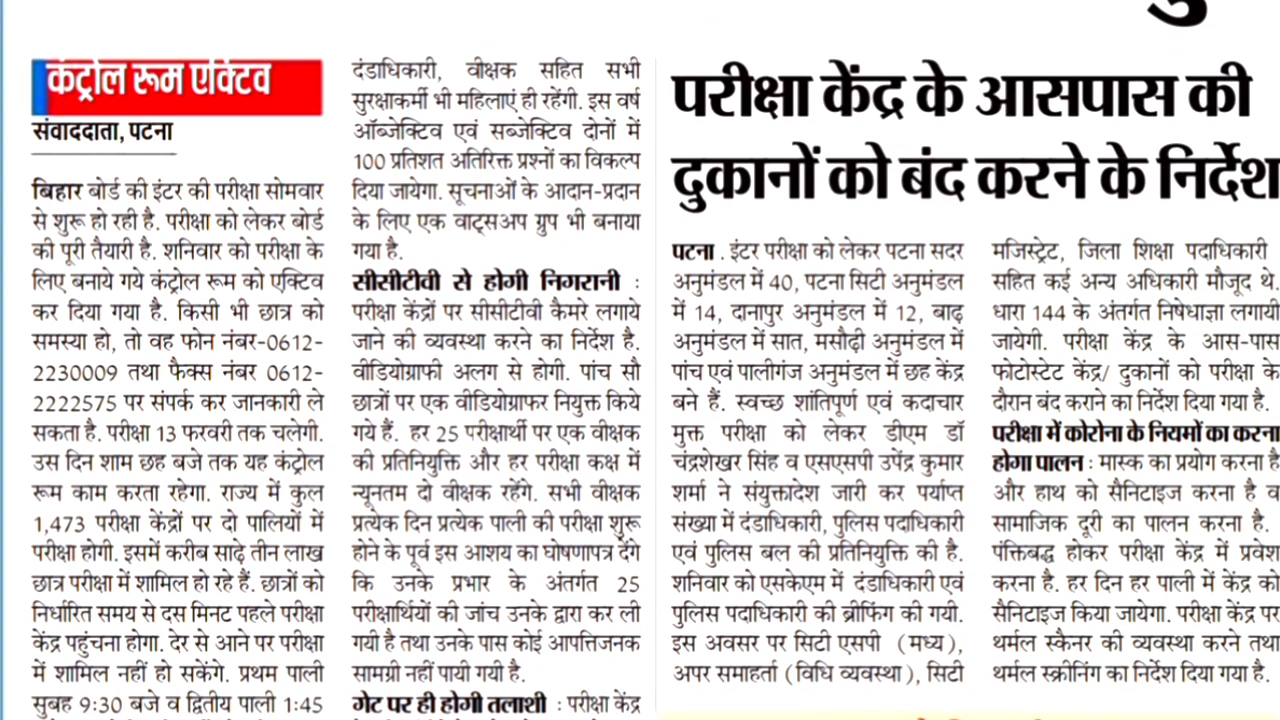 कंट्रोल रूम एक्टिव
संवाददाता, पटना
बिहार बोर्ड की इंटर की परीक्षा सोमवार
से शुरू हो रही है. परीक्षा को लेकर बोर्ड
की पूरी तैयारी है. शनिवार को परीक्षा के
लिए बनाये गये कंट्रोल रूम को एक्टिव
कर दिया गया है. किसी भी छात्र को
समस्या हो, तो वह फोन नंबर-0612-
2230009 तथा फैक्स नंबर 0612-
2222575 पर संपर्क कर जानकारी ले
सकता है. परीक्षा 13 फरवरी तक चलेगी.
उस दिन शाम छह बजे तक यह कंट्रोल
रूम काम करता रहेगा. राज्य में कुल
1,473 परीक्षा केंद्रों पर दो पालियों में
परीक्षा होगी. इसमें करीब साढ़े तीन लाख
छात्र परीक्षा में शामिल हो रहे हैं. छात्रों को
निर्धारित समय से दस मिनट पहले परीक्षा
केंद्र पहुंचना होगा. देर से आने पर परीक्षा
में शामिल नहीं हो सकेंगे. प्रथम पाली
सुबह 9:30 बजे व द्वितीय पाली 1:45
दंडाधिकारी, वीक्षक सहित सभी
सुरक्षाकर्मी भी महिलाएं ही रहेंगी. इस वर्ष
ऑब्जेक्टिव एवं सब्जेक्टिव दोनों में
100 प्रतिशत अतिरिक्त प्रश्नों का विकल्प
दिया जायेगा. सूचनाओं के आदान-प्रदान
के लिए एक वाट्सअप ग्रुप भी बनाया
गया है.
सीसीटीवी से होगी निगरानी :
परीक्षा केंद्रों पर सीसीटीवी कैमरे लगाये
जाने की व्यवस्था करने का निर्देश है.
वीडियोग्राफी अलग से होगी. पांच सौ
छात्रों पर एक वीडियोग्राफर नियुक्त किये
गये हैं. हर 25 परीक्षार्थी पर एक वीक्षक
की प्रतिनियुक्ति और हर परीक्षा कक्ष में
न्यूनतम दो वीक्षक रहेंगे. सभी वीक्षक
प्रत्येक दिन प्रत्येक पाली की परीक्षा शुरू
होने के पूर्व इस आशय का घोषणापत्र देंगे
कि उनके प्रभार के अंतर्गत 25
परीक्षार्थियों की जांच उनके द्वारा कर ली
गयी है तथा उनके पास कोई आपत्तिजनक
सामग्री नहीं पायी गयी है.
गेट पर ही होगी तलाशी : परीक्षा केंद्र
परीक्षा केंद्र के आसपास की
दुकानों को बंद करने के निर्देश
पटना . इंटर परीक्षा को लेकर पटना सदर
अनुमंडल में 40, पटना सिटी अनुमंडल
में 14, दानापुर अनुमंडल में 12, बाढ़
अनुमंडल में सात, मसौढ़ी अनुमंडल में
पांच एवं पालीगंज अनुमंडल में छह केंद्र
बने हैं. स्वच्छ शांतिपूर्ण एवं कदाचार
मुक्त परीक्षा को लेकर डीएम डॉ
चंद्रशेखर सिंह व एसएसपी उपेंद्र कुमार
शर्मा ने संयुक्तादेश जारी कर पर्याप्त
संख्या में दंडाधिकारी, पुलिस पदाधिकारी
एवं पुलिस बल की प्रतिनियुक्ति की है.
शनिवार को एसकेएम में दंडाधिकारी एवं
पुलिस पदाधिकारी की ब्रीफिंग की गयी.
इस अवसर पर सिटी एसपी (मध्य),
अपर समाहर्ता (विधि व्यवस्था), सिटी
मजिस्ट्रेट, जिला शिक्षा पदाधिकारी
सहित कई अन्य अधिकारी मौजूद थे.
धारा 144 के अंतर्गत निषेधाज्ञा लगायी
जायेगी. परीक्षा केंद्र के आस-पास
फोटोस्टेट केंद्र/ दुकानों को परीक्षा के
दौरान बंद कराने का निर्देश दिया गया है.
परीक्षा में कोरोना के नियमों का करना
होगा पालन : मास्क का प्रयोग करना है
और हाथ को सैनिटाइज करना है व
सामाजिक दूरी का पालन करना है.
पंक्तिबद्ध होकर परीक्षा केंद्र में प्रवेश
करना है. हर दिन हर पाली में केंद्र को
सैनिटाइज किया जायेगा. परीक्षा केंद्र पर
थर्मल स्कैनर की व्यवस्था करने तथा
थर्मल स्क्रीनिंग का निर्देश दिया गया है.